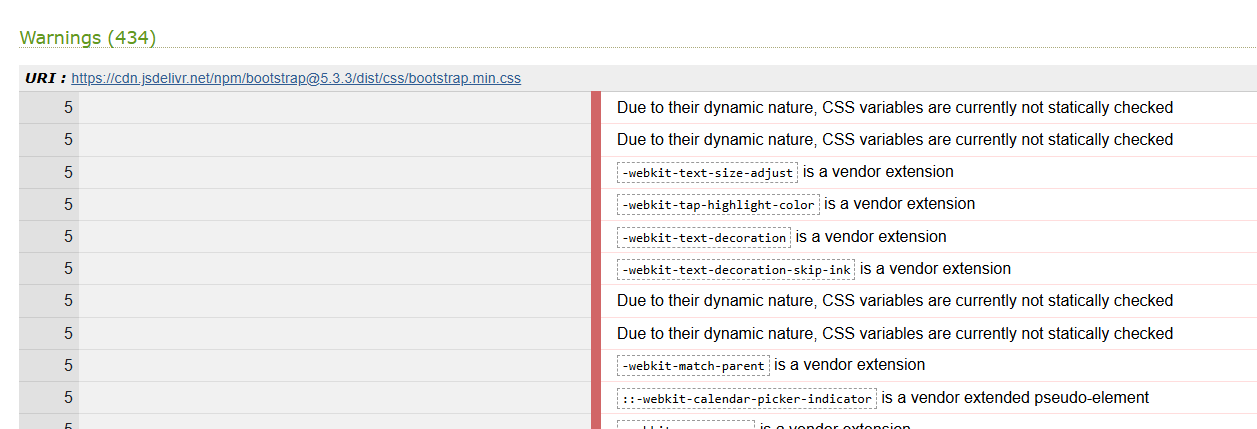 Warnings (434)
URI : https://cdn.jsdelivr.net/npm/bootstrap@5.3.3/dist/css/bootstrap.min.css
5 Due to their dynamic nature, CSS variables are currently not statically checked
5 Due to their dynamic nature, CSS variables are currently not statically checked
5 -webkit-text-size-adjust is a vendor extension
5 -webkit-tap-highlight-color is a vendor extension
5 -webkit-text-decoration is a vendor extension
5 -webkit-text-decoration-skip-ink is a vendor extension
5 Due to their dynamic nature, CSS variables are currently not statically checked
5 Due to their dynamic nature, CSS variables are currently not statically checked
5 -webkit-match-parent is a vendor extension
5 ::-webkit-calendar-picker-indicator is a vendor extended pseudo-element
5 is a vendor extension